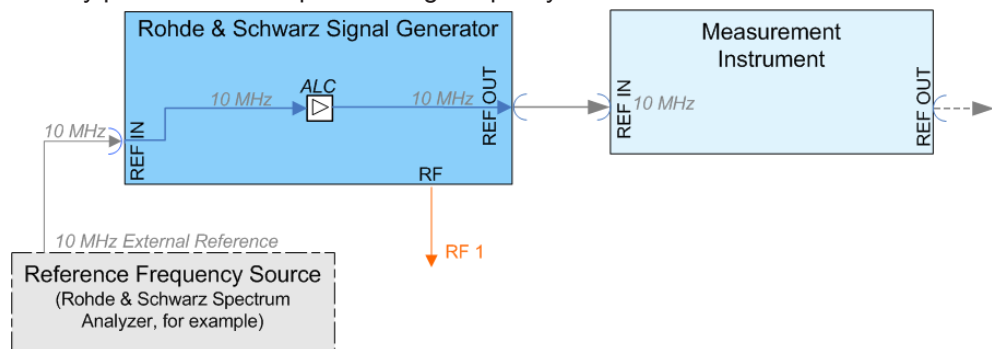 Rohde & Schwarz Signal Generator
Measurement
Instrument
ALC
10 MHz
10 MHz
REF OUT
REF IN
10 MHz
REF OUT
10 MHz
REF IN
RF
RF 1
10 MHz External Reference
Reference Frequency Source
(Rohde & Schwarz Spectrum
Analyzer, for example)